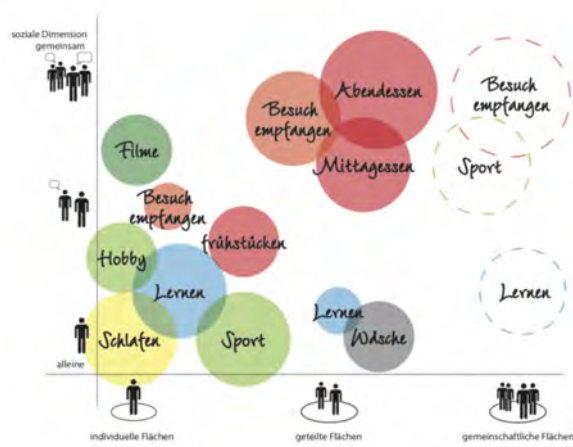 soziale Dimension
gemeinsam
Abendessen
Besuch
empfangen
Besuch
empfangen
Filme
Mittagessen
Sport
Besuch
empfangen
frühstücken
Hobby
Lernen
Lernen
Lernen
Schlafen
Sport
Wäsche
alleine
individuelle Flächen
geteilte Flächen
gemeinschaftliche Flächen